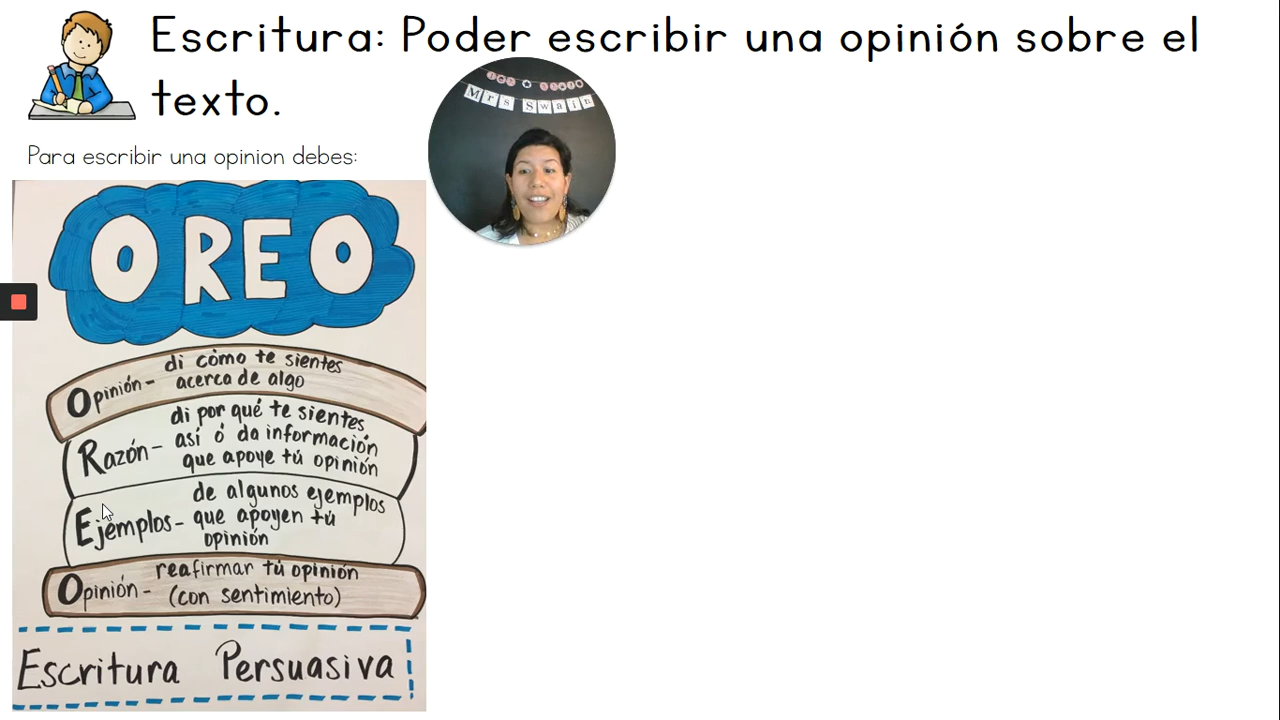 Escritura: Poder escribir una opinión sobre el
texto.
Mrs Swain
Para escribir una opinion debes:
OREO
Opinión- di cómo te sientes
acerca de algo
Razón- di por qué te sientes
así ó da información
que apoye tú opinión
Ejemplos- de algunos ejemplos
que apoyen tú
opinión
Opinión- reafirmar tú opinión
(con sentimiento)
Escritura Persuasiva